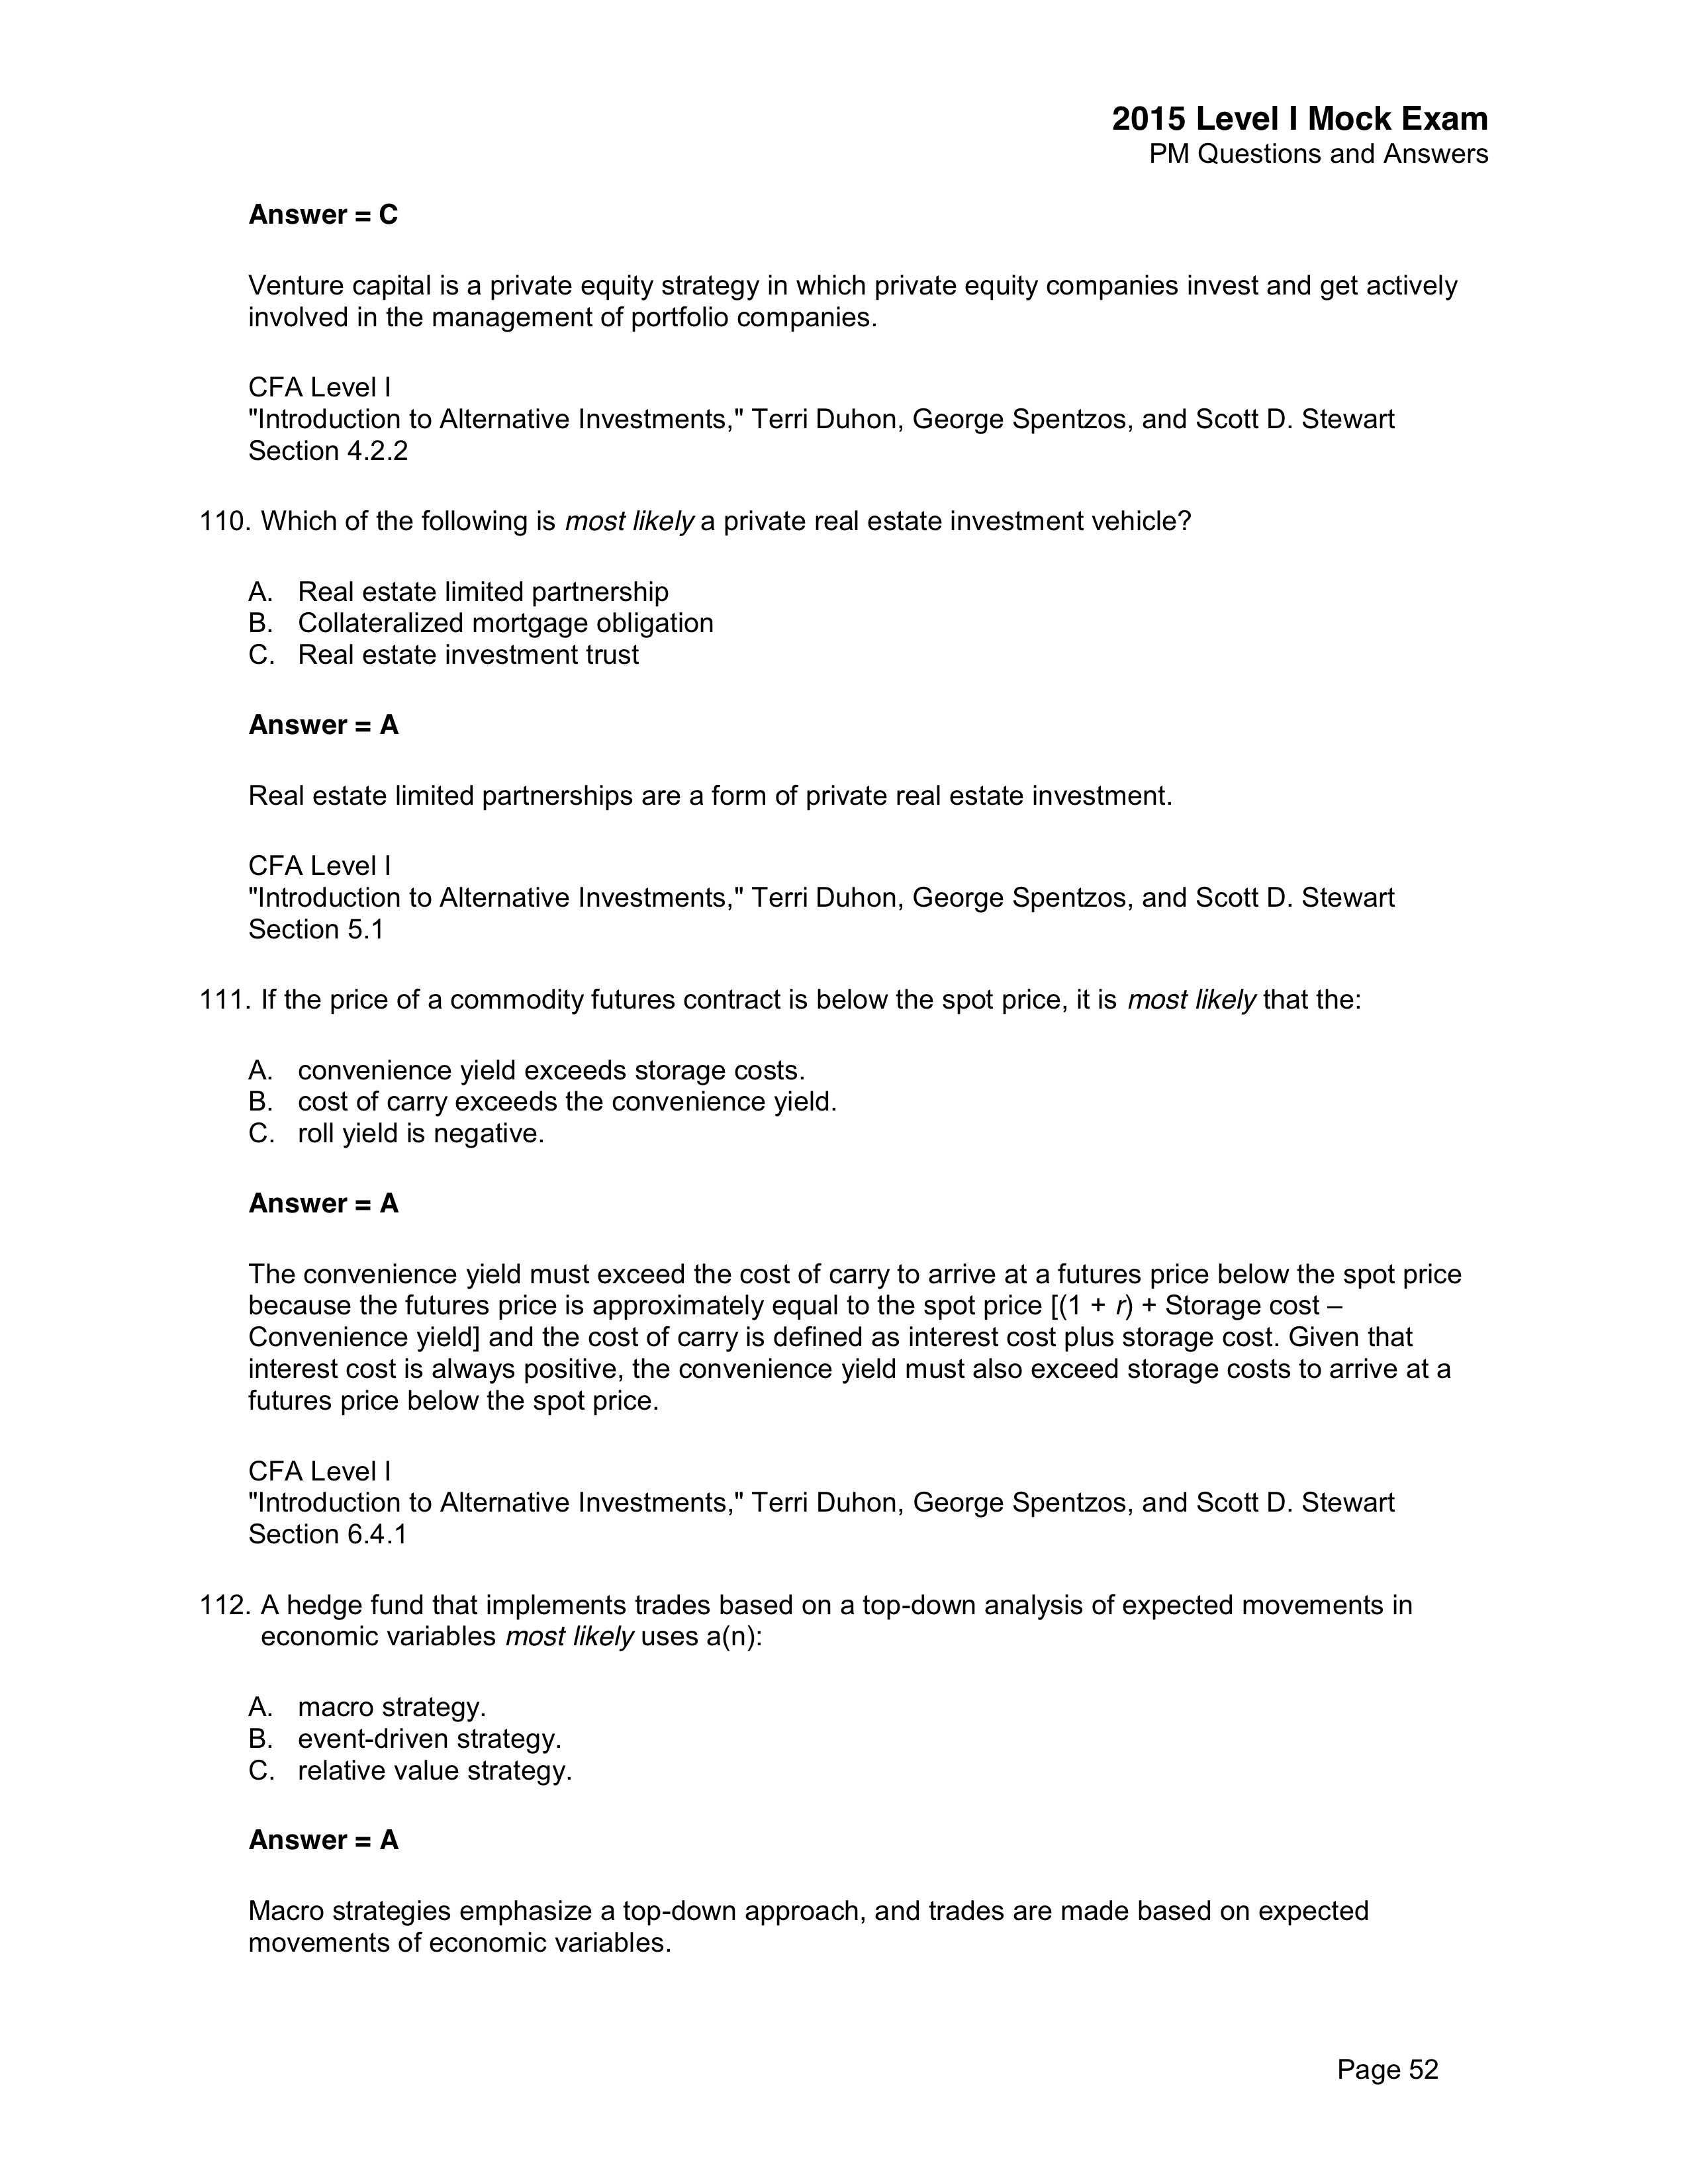 2015 Level I Mock Exam
PM Questions and Answers
Answer = C
Venture capital is a private equity strategy in which private equity companies invest and get actively
involved in the management of portfolio companies.
CFA Level I
"Introduction to Alternative Investments," Terri Duhon, George Spentzos, and Scott D. Stewart
Section 4.2.2
110. Which of the following is most likely a private real estate investment vehicle?
A. Real estate limited partnership
B. Collateralized mortgage obligation
C. Real estate investment trust
Answer = A
Real estate limited partnerships are a form of private real estate investment.
CFA Level I
"Introduction to Alternative Investments," Terri Duhon, George Spentzos, and Scott D. Stewart
Section 5.1
111. If the price of a commodity futures contract is below the spot price, it is most likely that the:
A. convenience yield exceeds storage costs.
B. cost of carry exceeds the convenience yield.
C. roll yield is negative.
Answer = A
The convenience yield must exceed the cost of carry to arrive at a futures price below the spot price
because the futures price is approximately equal to the spot price [(1 + r) + Storage cost –
Convenience yield] and the cost of carry is defined as interest cost plus storage cost. Given that
interest cost is always positive, the convenience yield must also exceed storage costs to arrive at a
futures price below the spot price.
CFA Level I
"Introduction to Alternative Investments," Terri Duhon, George Spentzos, and Scott D. Stewart
Section 6.4.1
112. A hedge fund that implements trades based on a top-down analysis of expected movements in
economic variables most likely uses a(n):
A. macro strategy.
B. event-driven strategy.
C. relative value strategy.
Answer = A
Macro strategies emphasize a top-down approach, and trades are made based on expected
movements of economic variables.
Page 52